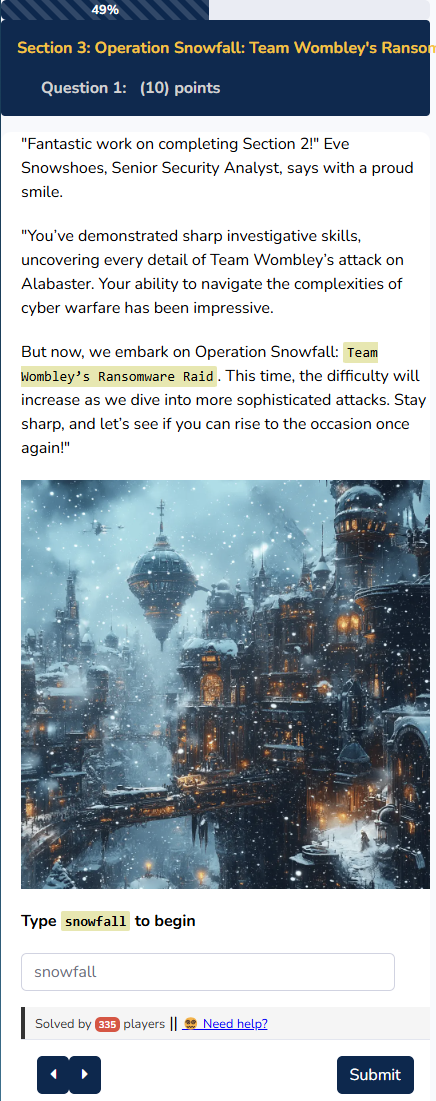 49%
Section 3: Operation Snowfall: Team Wombley's Ranson
Question 1: (10) points
"Fantastic work on completing Section 2!" Eve
Snowshoes, Senior Security Analyst, says with a proud
smile.
"You’ve demonstrated sharp investigative skills,
uncovering every detail of Team Wombley’s attack on
Alabaster. Your ability to navigate the complexities of
cyber warfare has been impressive.
But now, we embark on Operation Snowfall: Team
Wombley’s Ransomware Raid. This time, the difficulty will
increase as we dive into more sophisticated attacks. Stay
sharp, and let’s see if you can rise to the occasion once
again!"
Type snowfall to begin
snowfall
Solved by 335 players || Need help?
Submit